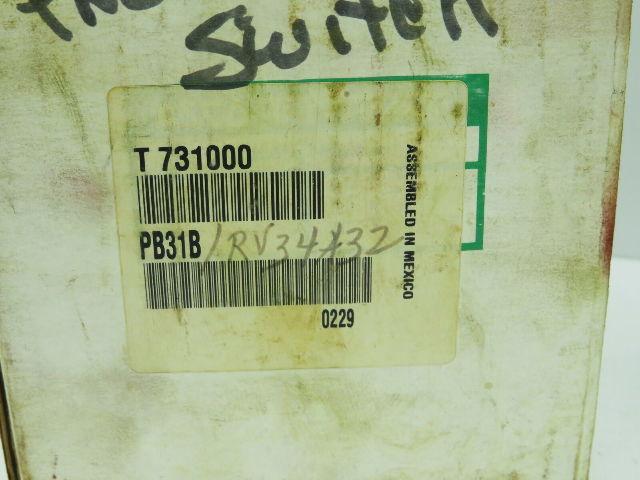 Switch
T 731000
PB31B
0229
ASSEMBLED IN MEXICO